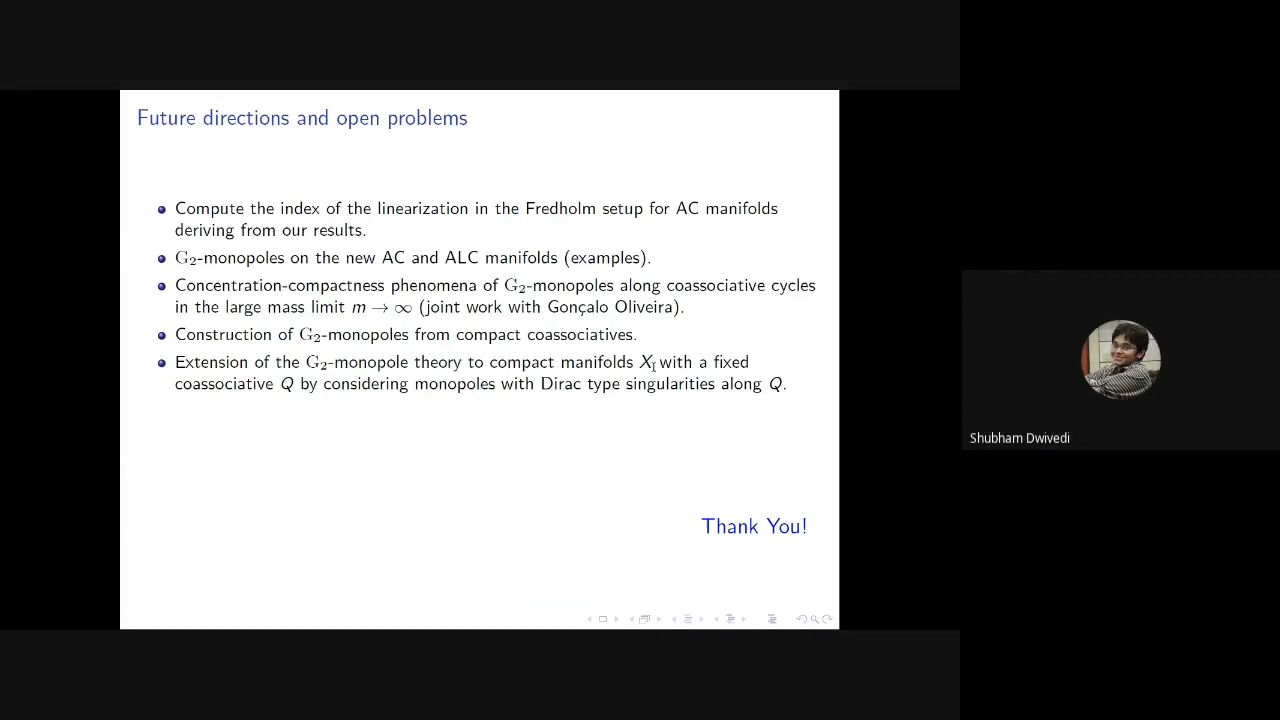 Future directions and open problems
Compute the index of the linearization in the Fredholm setup for AC manifolds
deriving from our results.
G₂-monopoles on the new AC and ALC manifolds (examples).
Concentration-compactness phenomena of G₂-monopoles along coassociative cycles
in the large mass limit m → ∞ (joint work with Gonçalo Oliveira).
Construction of G₂-monopoles from compact coassociatives.
Extension of the G₂-monopole theory to compact manifolds X with a fixed
coassociative Q by considering monopoles with Dirac type singularities along Q.
Thank You!
Shubham Dwivedi